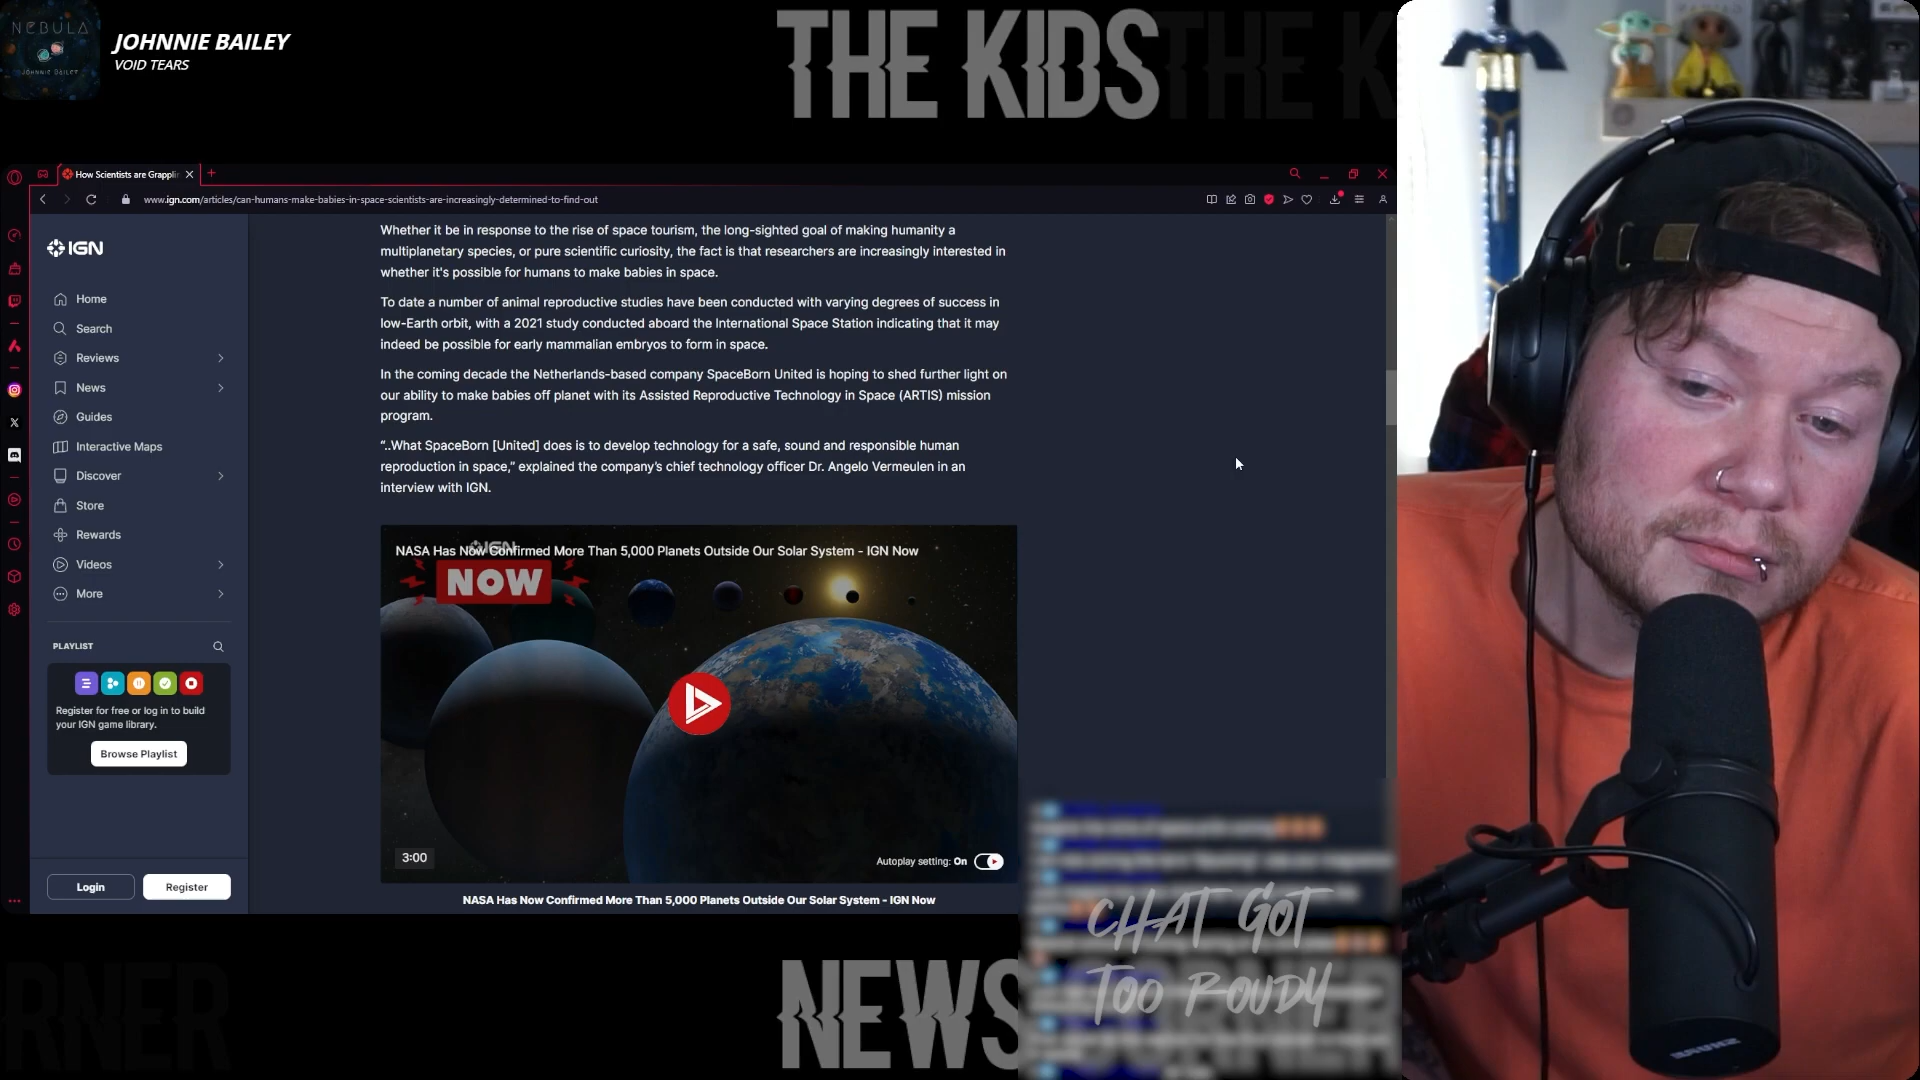 NEBULA
JOHNNIE BAILEY
JOHNNIE BAILEY
VOID TEARS
THE KIDS THE K
How Scientists are Grappli
www.ign.com/articles/can-humans-make-babies-in-space-scientists-are-increasingly-determined-to-find-out
IGN
Home
Search
Reviews
News
Guides
Interactive Maps
Discover
Store
Rewards
Videos
More
PLAYLIST
Register for free or log in to build
your IGN game library.
Browse Playlist
Login
Register
Whether it be in response to the rise of space tourism, the long-sighted goal of making humanity a
multiplanetary species, or pure scientific curiosity, the fact is that researchers are increasingly interested in
whether it's possible for humans to make babies in space.
To date a number of animal reproductive studies have been conducted with varying degrees of success in
low-Earth orbit, with a 2021 study conducted aboard the International Space Station indicating that it may
indeed be possible for early mammalian embryos to form in space.
In the coming decade the Netherlands-based company SpaceBorn United is hoping to shed further light on
our ability to make babies off planet with its Assisted Reproductive Technology in Space (ARTIS) mission
program.
“..What SpaceBorn [United] does is to develop technology for a safe, sound and responsible human
reproduction in space,” explained the company’s chief technology officer Dr. Angelo Vermeulen in an
interview with IGN.
NASA Has Now Confirmed More Than 5,000 Planets Outside Our Solar System - IGN Now
IGN
NOW
3:00
Autoplay setting: On
NASA Has Now Confirmed More Than 5,000 Planets Outside Our Solar System - IGN Now
CHAT GOT
TOO ROUDY
RNER
NEWS CORNER